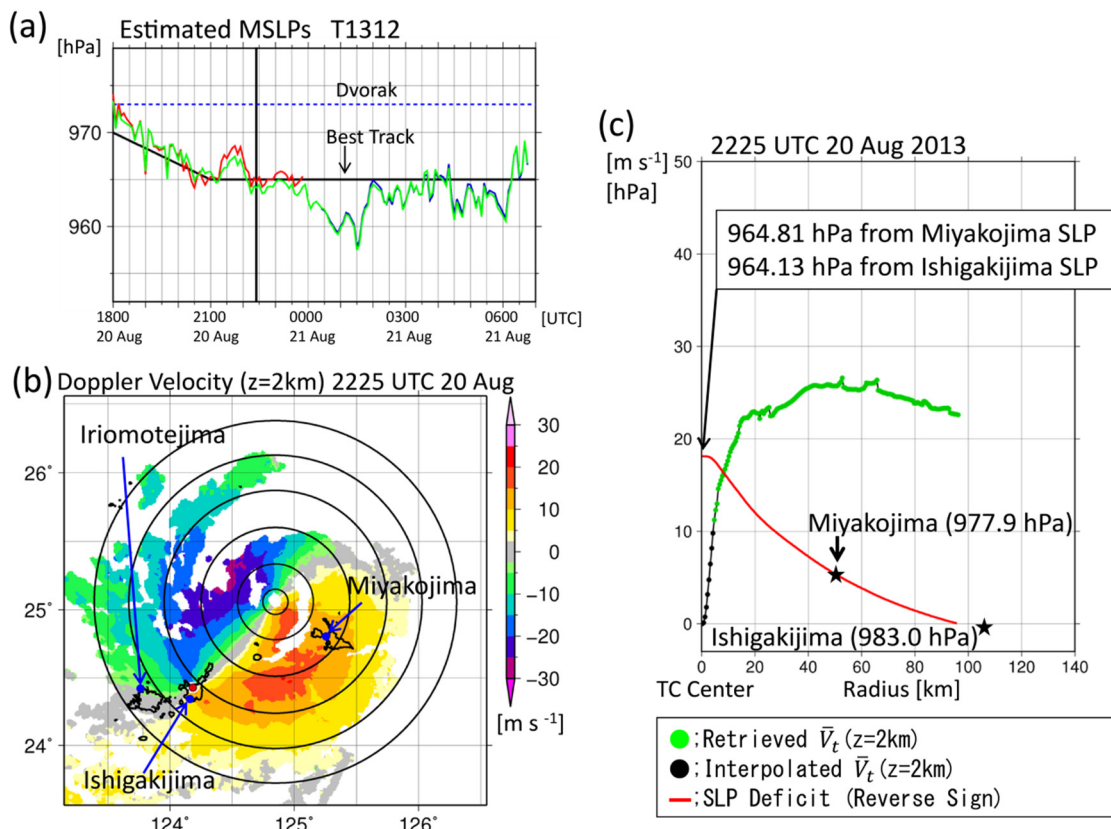 (a)
Estimated MSLPs T1312
[hPa]
Dvorak
Best Track
970
960
1800 2100 0000 0300 0600 [UTC]
20 Aug 20 Aug 21 Aug 21 Aug 21 Aug
(b) Doppler Velocity (z=2km) 2225 UTC 20 Aug
Iriomotejima
Miyakojima
Ishigakijima
26°
25°
24°
124° 125° 126°
30
20
10
0
−10
−20
−30
[m s -1]
(c)
2225 UTC 20 Aug 2013
[m s-1]
[hPa]
50
964.81 hPa from Miyakojima SLP
964.13 hPa from Ishigakijima SLP
40
30
20
10
0
Miyakojima (977.9 hPa)
Ishigakijima (983.0 hPa)
0 20 40 60 80 100 120 140
TC Center Radius [km]
;Retrieved V̄t (z=2km)
;Interpolated V̄t (z=2km)
;SLP Deficit (Reverse Sign)